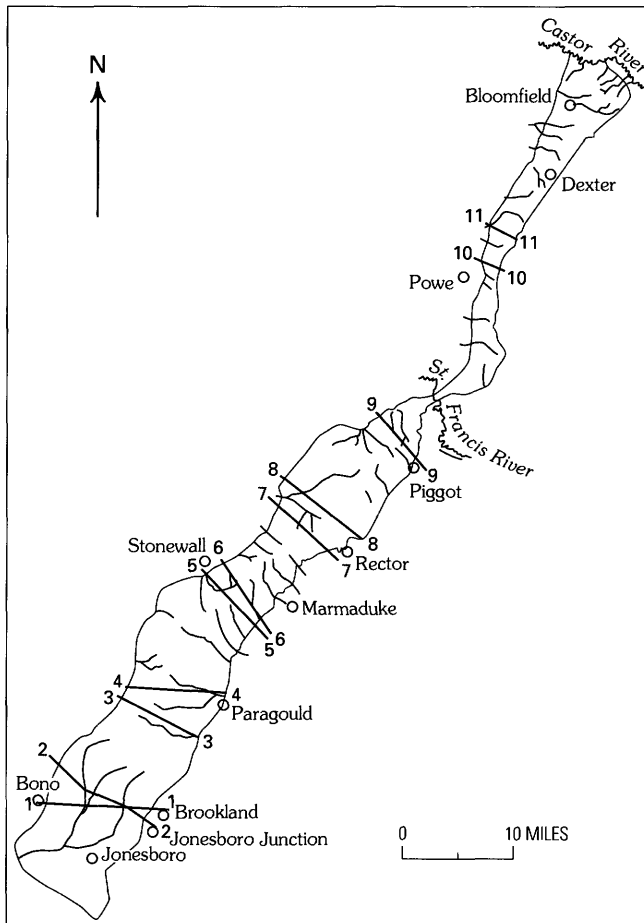 Castor River
N
Bloomfield
Dexter
11
11
10
10
Powe
St. Francis River
9
9
Piggot
8
7
8
7
Rector
Stonewall
6
5
Marmaduke
6
5
4
3
4
Paragould
3
2
Bono
1
1
Brookland
2
Jonesboro Junction
Jonesboro
0 10 MILES